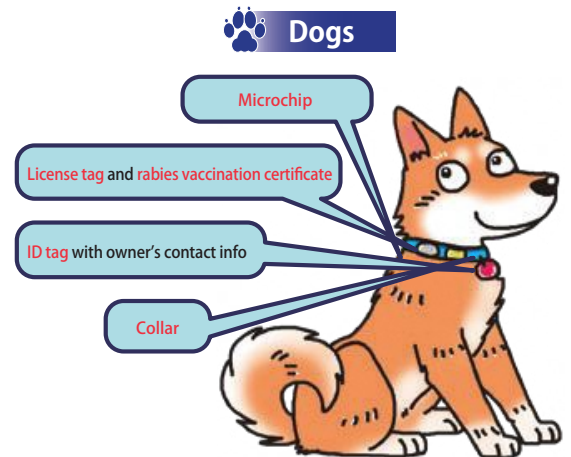 Dogs
Microchip
License tag and rabies vaccination certificate
ID tag with owner's contact info
Collar